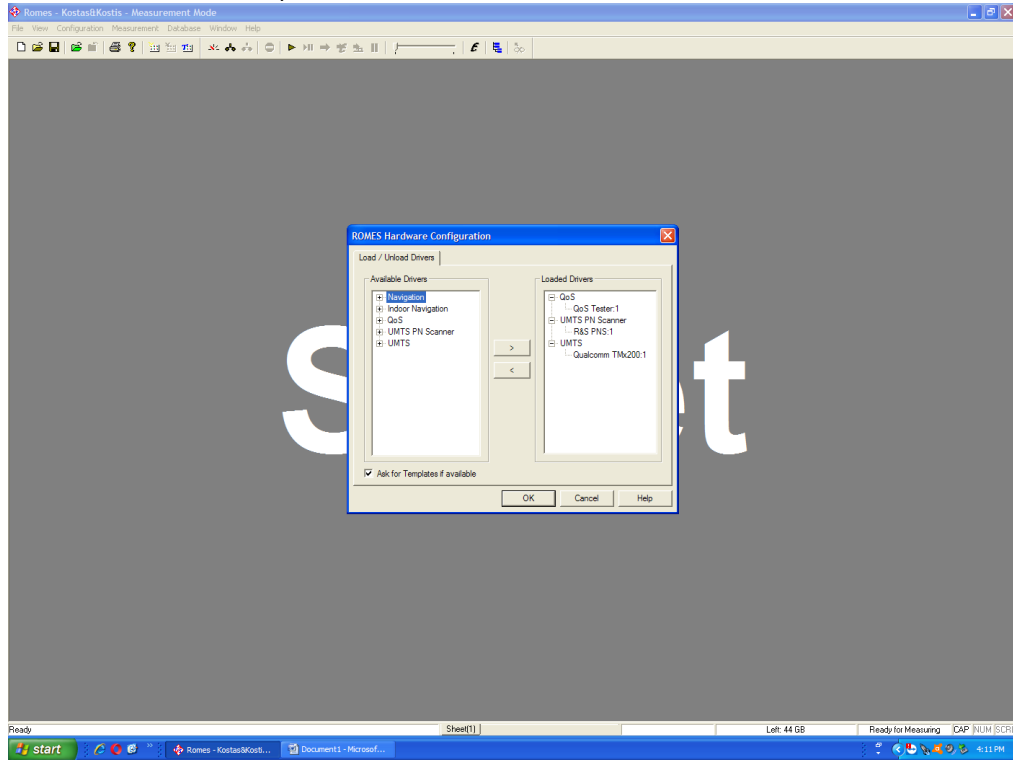 Romes - Kostas&Kostis - Measurement Mode
File View Configuration Measurement Database Window Help
ROMES Hardware Configuration
Load / Unload Drivers
Available Drivers
Navigation
Indoor Navigation
QoS
UMTS PN Scanner
UMTS
>
<
Loaded Drivers
QoS
QoS Tester:1
UMTS PN Scanner
R&S PNS:1
UMTS
Qualcomm TMx200:1
Ask for Templates if available
OK Cancel Help
Ready Sheet(1) Left: 44 GB Ready for Measuring CAP NUM SCRL
start Romes - Kostas&Kosti... Document1 - Microsof... 4:11 PM